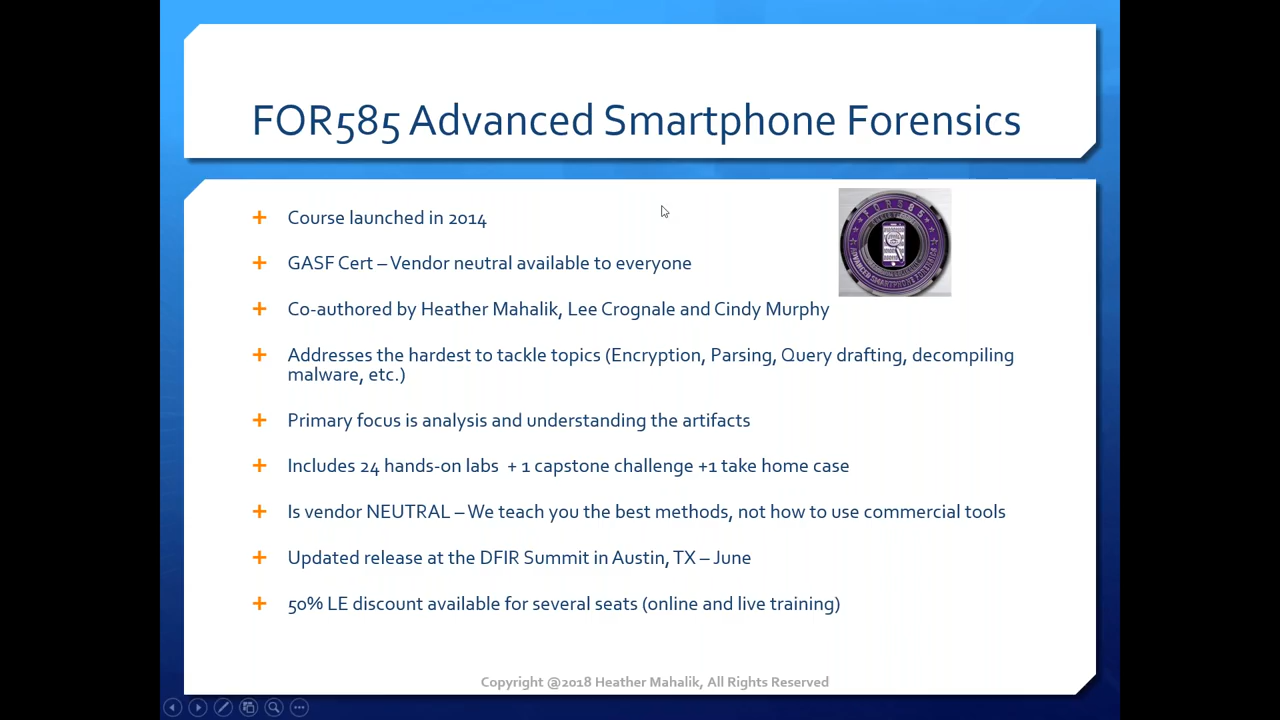 FOR585 Advanced Smartphone Forensics
Course launched in 2014
FOR585
ADVANCED SMARTPHONE FORENSICS
GASF Cert – Vendor neutral available to everyone
Co-authored by Heather Mahalik, Lee Crognale and Cindy Murphy
Addresses the hardest to tackle topics (Encryption, Parsing, Query drafting, decompiling
malware, etc.)
Primary focus is analysis and understanding the artifacts
Includes 24 hands-on labs + 1 capstone challenge +1 take home case
Is vendor NEUTRAL – We teach you the best methods, not how to use commercial tools
Updated release at the DFIR Summit in Austin, TX – June
50% LE discount available for several seats (online and live training)
Copyright @2018 Heather Mahalik, All Rights Reserved